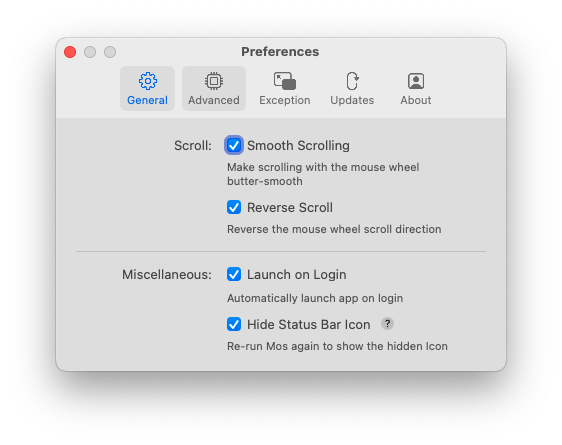 Preferences
General Advanced Exception Updates About
Scroll: Smooth Scrolling
Make scrolling with the mouse wheel
butter-smooth
Reverse Scroll
Reverse the mouse wheel scroll direction
Miscellaneous: Launch on Login
Automatically launch app on login
Hide Status Bar Icon ?
Re-run Mos again to show the hidden Icon